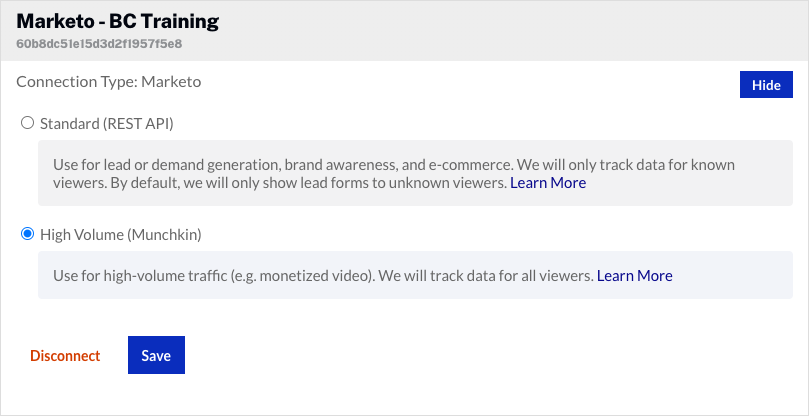 Marketo - BC Training
60b8dc51e15d3d2f1957f5e8
Connection Type: Marketo
Hide
Standard (REST API)
Use for lead or demand generation, brand awareness, and e-commerce. We will only track data for known
viewers. By default, we will only show lead forms to unknown viewers. Learn More
High Volume (Munchkin)
Use for high-volume traffic (e.g. monetized video). We will track data for all viewers. Learn More
Disconnect
Save